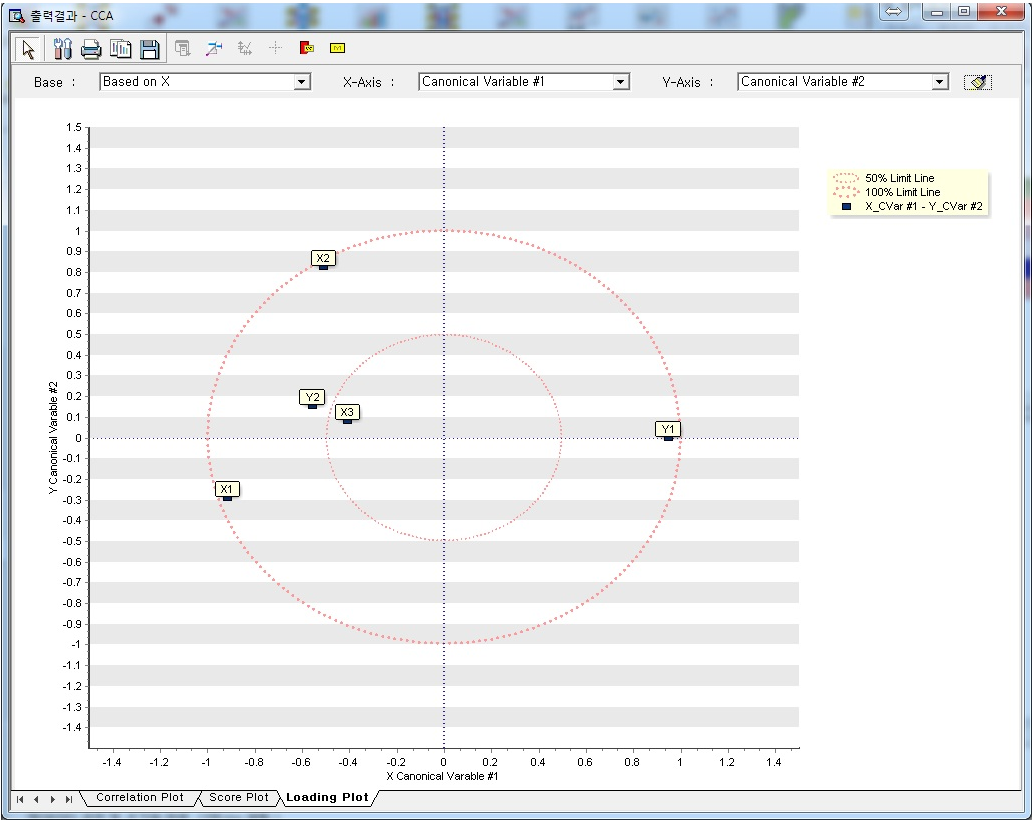 출력결과 - CCA
Base : Based on X X-Axis : Canonical Variable #1 Y-Axis : Canonical Variable #2
1.5
1.4
1.3
1.2
1.1
1
0.9
0.8
0.7
0.6
0.5
0.4
0.3
0.2
0.1
0
-0.1
-0.2
-0.3
-0.4
-0.5
-0.6
-0.7
-0.8
-0.9
-1
-1.1
-1.2
-1.3
-1.4
Y Canonical Varable #2
X2
Y2
X3
Y1
X1
50% Limit Line
100% Limit Line
X_CVar #1 - Y_CVar #2
-1.4 -1.2 -1 -0.8 -0.6 -0.4 -0.2 0 0.2 0.4 0.6 0.8 1 1.2 1.4
X Canonical Varable #1
Correlation Plot Score Plot Loading Plot